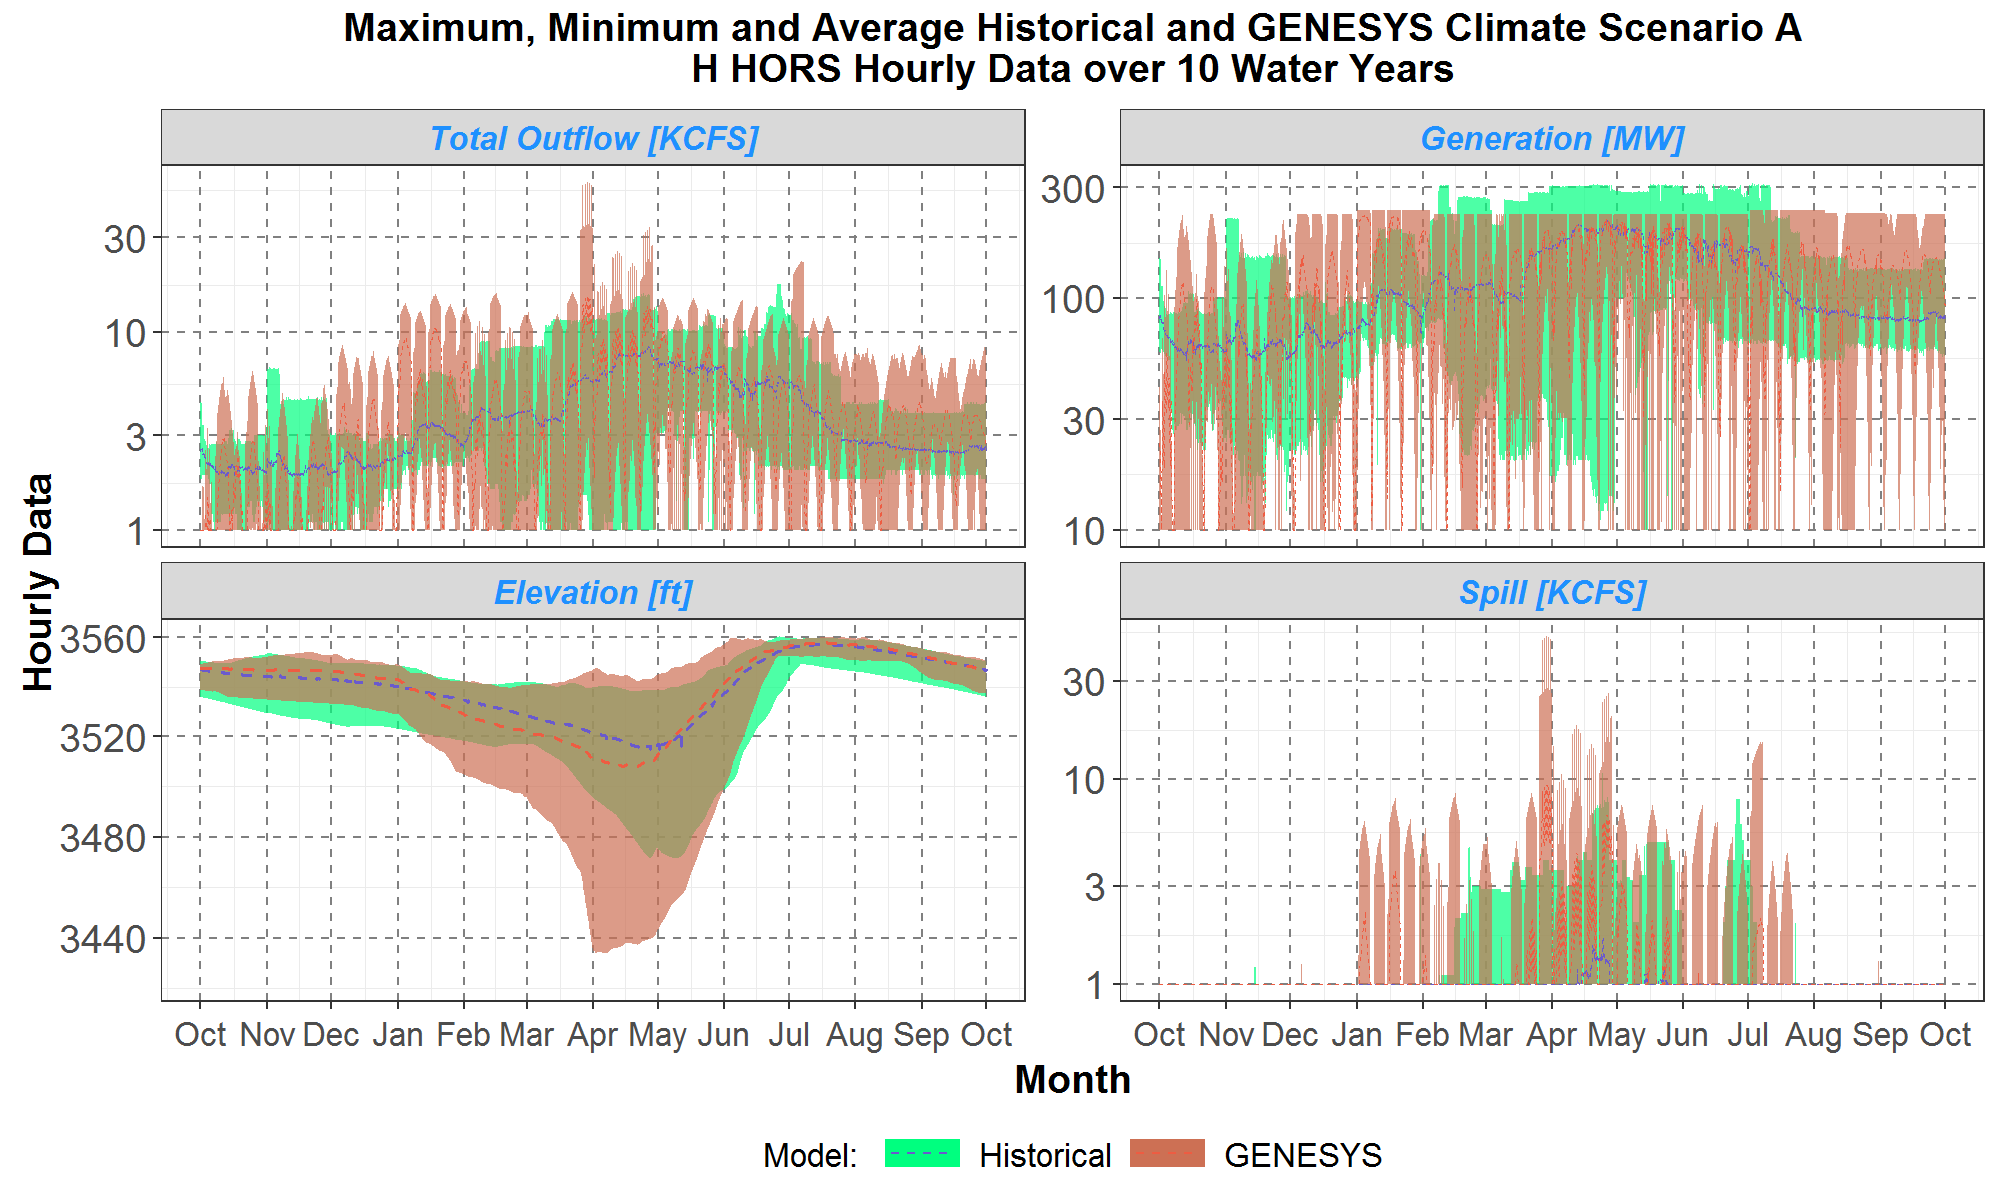 Maximum, Minimum and Average Historical and GENESYS Climate Scenario A
H HORS Hourly Data over 10 Water Years
Total Outflow [KCFS]
30
10
3
1
Generation [MW]
300
100
30
10
Hourly Data
Elevation [ft]
3560
3520
3480
3440
Oct Nov Dec Jan Feb Mar Apr May Jun Jul Aug Sep Oct
Spill [KCFS]
30
10
3
1
Oct Nov Dec Jan Feb Mar Apr May Jun Jul Aug Sep Oct
Month
Model: Historical GENESYS